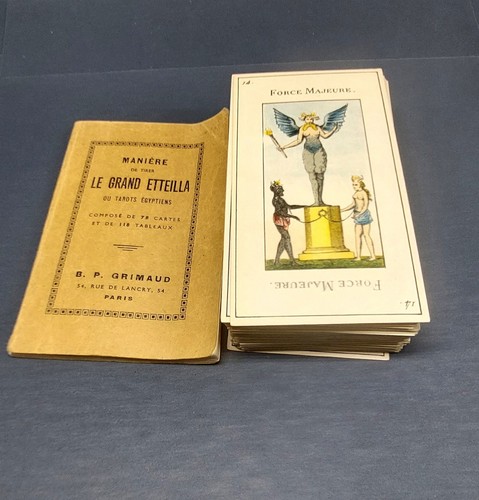 MANIÈRE
DE TIRER
LE GRAND ETTEILLA
OU TAROTS ÉGYPTIENS
COMPOSÉ DE 78 CARTES
ET DE 118 TABLEAUX
B. P. GRIMAUD
54, RUE DE LANCRY, 54
PARIS
14.
FORCE MAJEURE.
FORCE MAJEURE.
14.